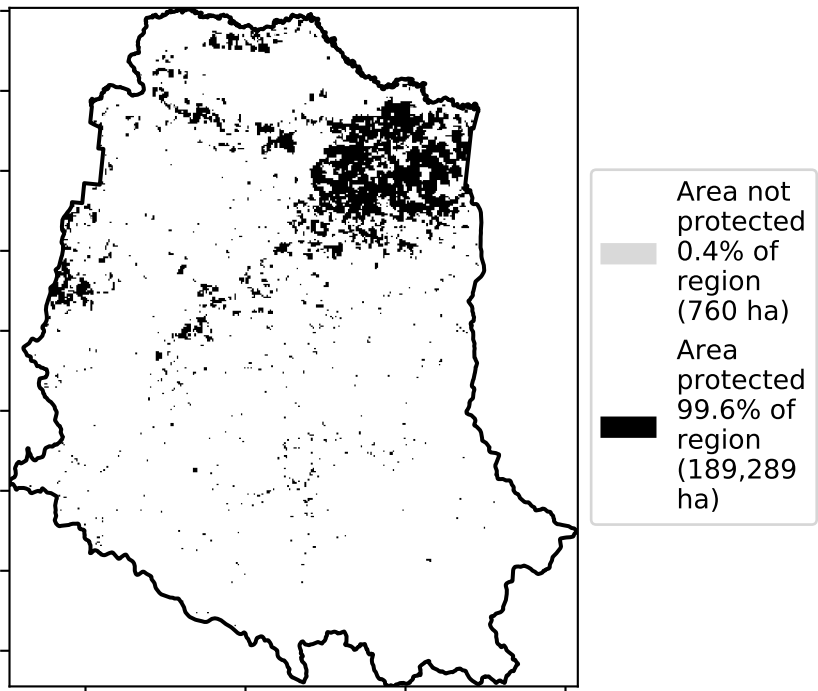 Area not
protected
0.4% of
region
(760 ha)
Area
protected
99.6% of
region
(189,289
ha)